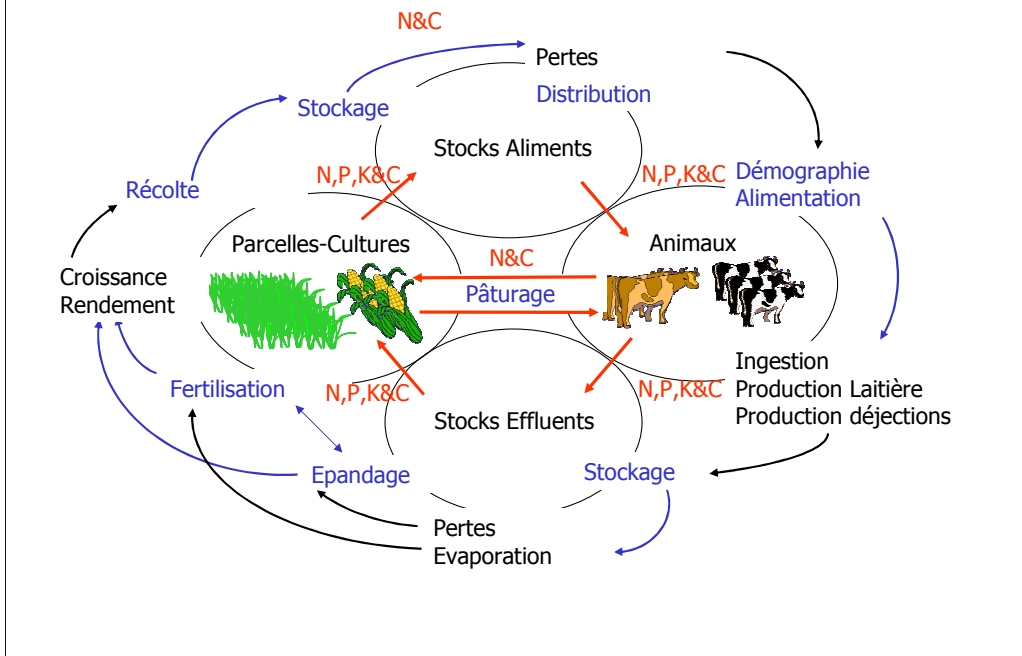 N&C
Pertes
Distribution
Stockage
Stocks Aliments
N,P,K&C
N,P,K&C
Démographie
Alimentation
Récolte
Parcelles-Cultures
Animaux
N&C
Pâturage
Croissance
Rendement
Ingestion
Production Laitière
Production déjections
Fertilisation
N,P,K&C
N,P,K&C
Stocks Effluents
Epandage
Stockage
Pertes
Evaporation